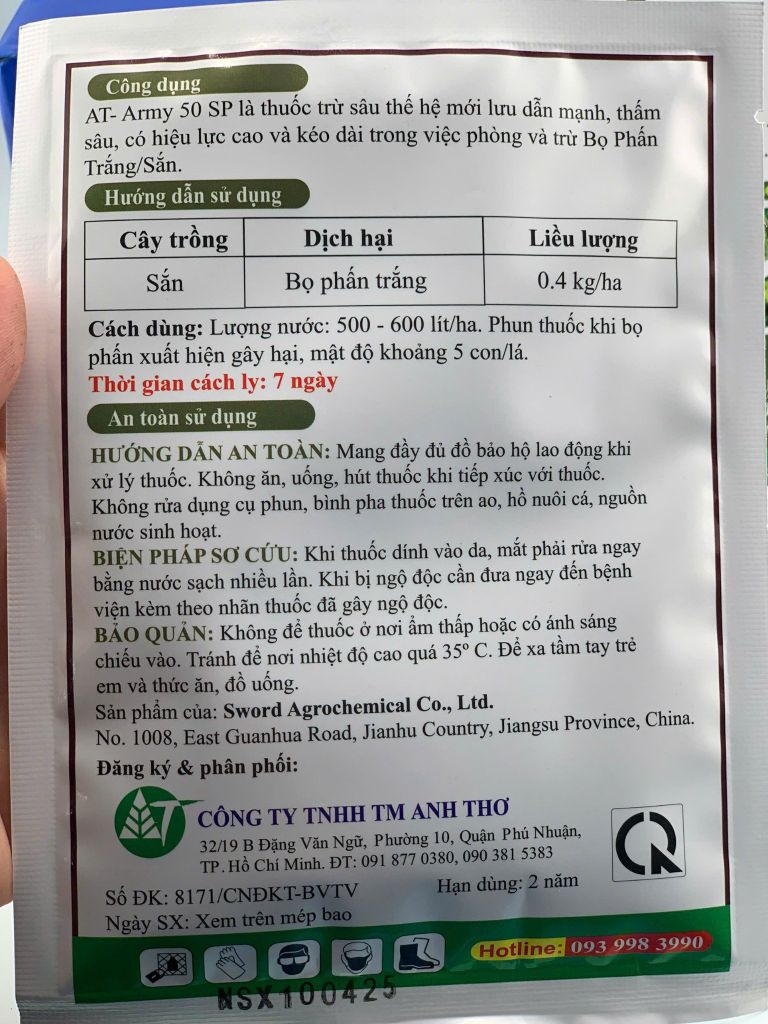 Công dụng
AT- Army 50 SP là thuốc trừ sâu thế hệ mới lưu dẫn mạnh, thấm
sâu, có hiệu lực cao và kéo dài trong việc phòng và trừ Bọ Phấn
Trắng/Sắn.
Hướng dẫn sử dụng
Cây trồng Dịch hại Liều lượng
Sắn Bọ phấn trắng 0.4 kg/ha
Cách dùng: Lượng nước: 500 - 600 lít/ha. Phun thuốc khi bọ
phấn xuất hiện gây hại, mật độ khoảng 5 con/lá.
Thời gian cách ly: 7 ngày
An toàn sử dụng
HƯỚNG DẪN AN TOÀN: Mang đầy đủ đồ bảo hộ lao động khi
xử lý thuốc. Không ăn, uống, hút thuốc khi tiếp xúc với thuốc.
Không rửa dụng cụ phun, bình pha thuốc trên ao, hồ nuôi cá, nguồn
nước sinh hoạt.
BIỆN PHÁP SƠ CỨU: Khi thuốc dính vào da, mắt phải rửa ngay
bằng nước sạch nhiều lần. Khi bị ngộ độc cần đưa ngay đến bệnh
viện kèm theo nhãn thuốc đã gây ngộ độc.
BẢO QUẢN: Không để thuốc ở nơi ẩm thấp hoặc có ánh sáng
chiếu vào. Tránh để nơi nhiệt độ cao quá 35º C. Để xa tầm tay trẻ
em và thức ăn, đồ uống.
Sản phẩm của: Sword Agrochemical Co., Ltd.
No. 1008, East Guanhua Road, Jianhu Country, Jiangsu Province, China.
Đăng ký & phân phối:
CÔNG TY TNHH TM ANH THƠ
32/19 B Đặng Văn Ngữ, Phường 10, Quận Phú Nhuận,
TP. Hồ Chí Minh. ĐT: 091 877 0380, 090 381 5383
Số ĐK: 8171/CNĐKT-BVTV Hạn dùng: 2 năm
Ngày SX: Xem trên mép bao
Hotline: 093 998 3990
NSX100425